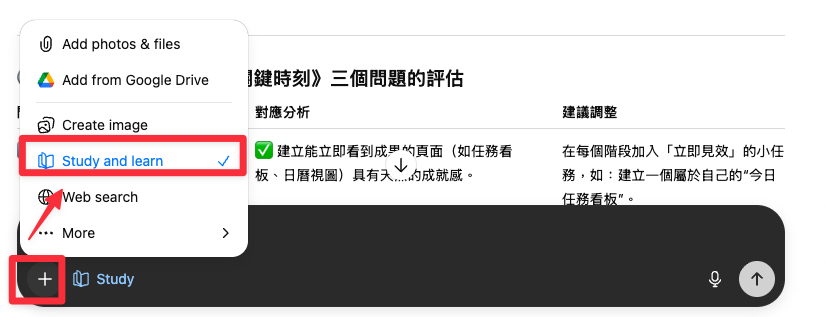 Add photos & files
Add from Google Drive
鍵時刻》三個問題的評估
對應分析
建議調整
Create image
Study and learn
✅ 建立能立即看到成果的頁面（如任務看
板、日曆視圖）具有天然的成就感。
在每個階段加入「立即見效」的小任
務，如：建立一個屬於自己的“今日
任務看板”。
Web search
More
Study